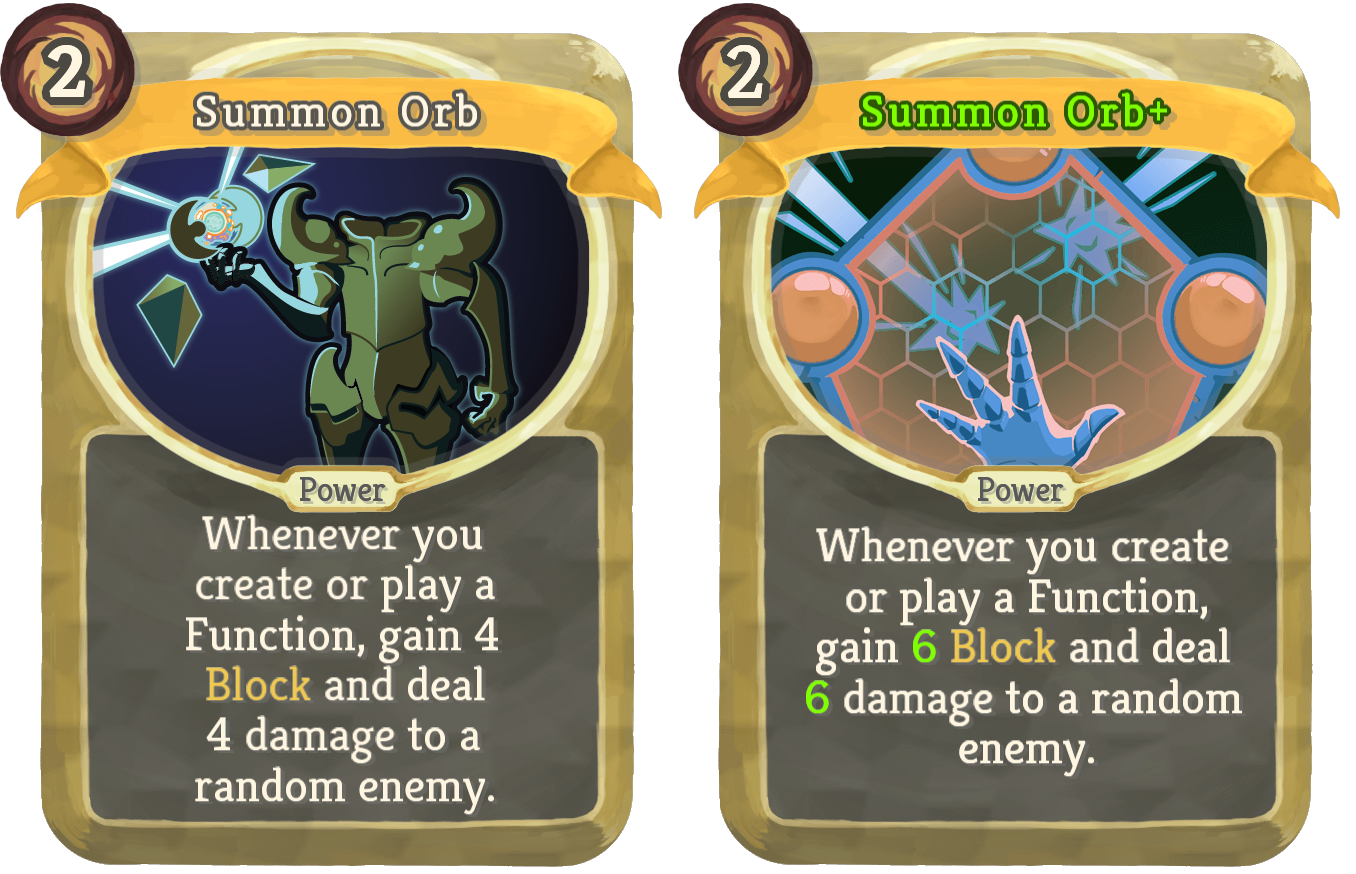 2
Summon Orb
Power
Whenever you
create or play a
Function, gain 4
Block and deal
4 damage to a
random enemy.
2
Summon Orb+
Power
Whenever you create
or play a Function,
gain 6 Block and deal
6 damage to a random
enemy.